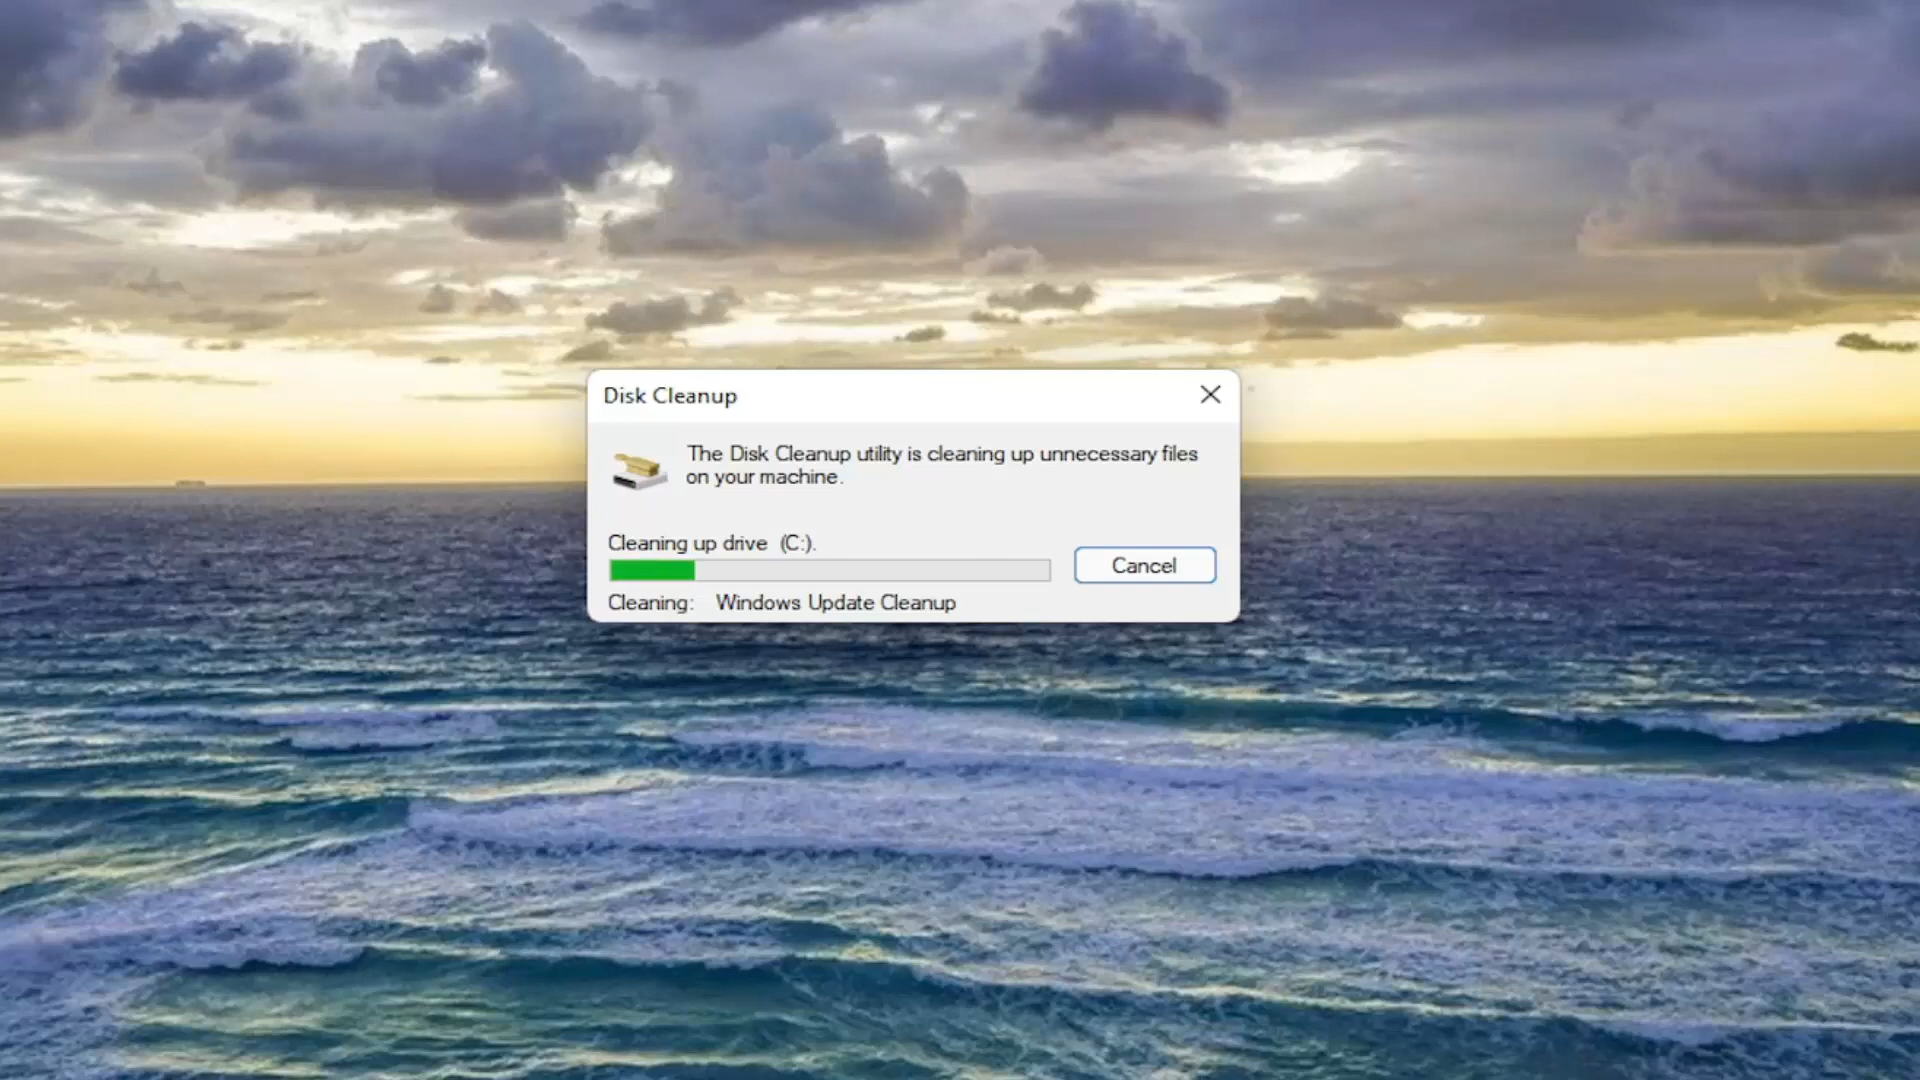 Disk Cleanup
The Disk Cleanup utility is cleaning up unnecessary files
on your machine.
Cleaning up drive (C:).
Cancel
Cleaning: Windows Update Cleanup